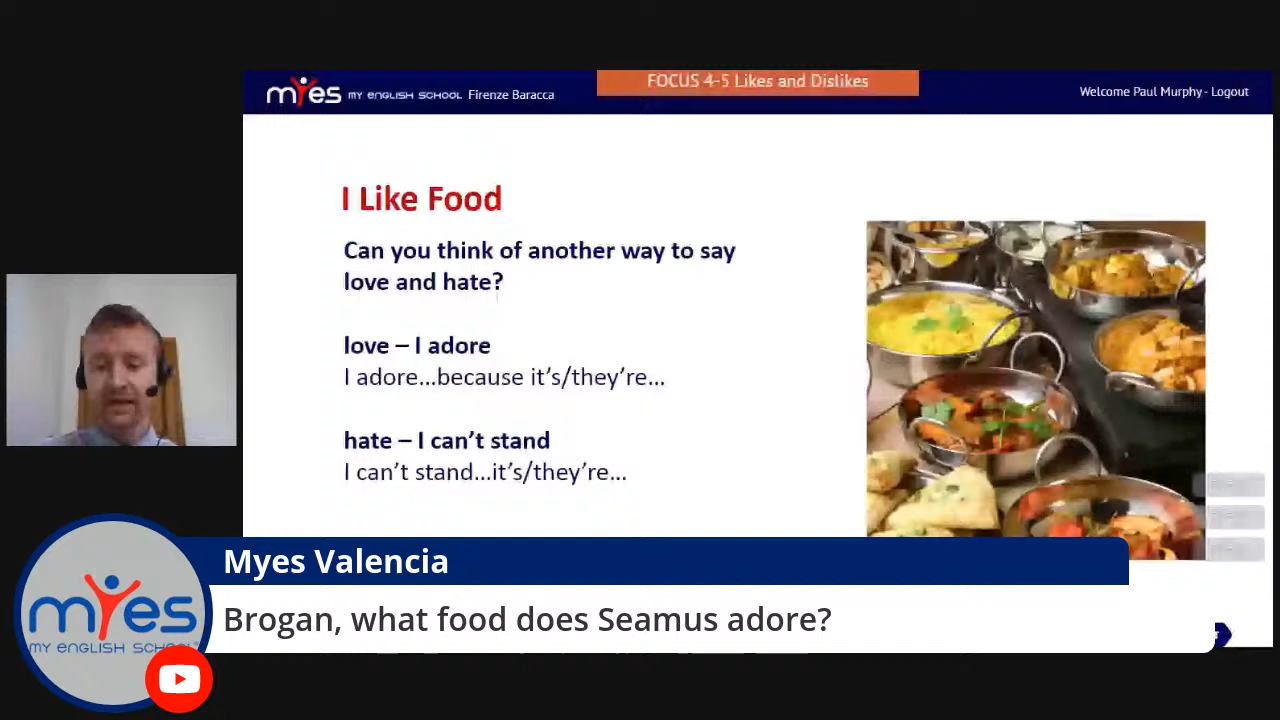 myes MY ENGLISH SCHOOL Firenze Baracca
FOCUS 4-5 Likes and Dislikes
Welcome Paul Murphy - Logout
I Like Food
Can you think of another way to say
love and hate?
love – I adore
I adore...because it's/they're...
hate – I can't stand
I can't stand...it's/they're...
Myes Valencia
Brogan, what food does Seamus adore?
myes
MY ENGLISH SCHOOL